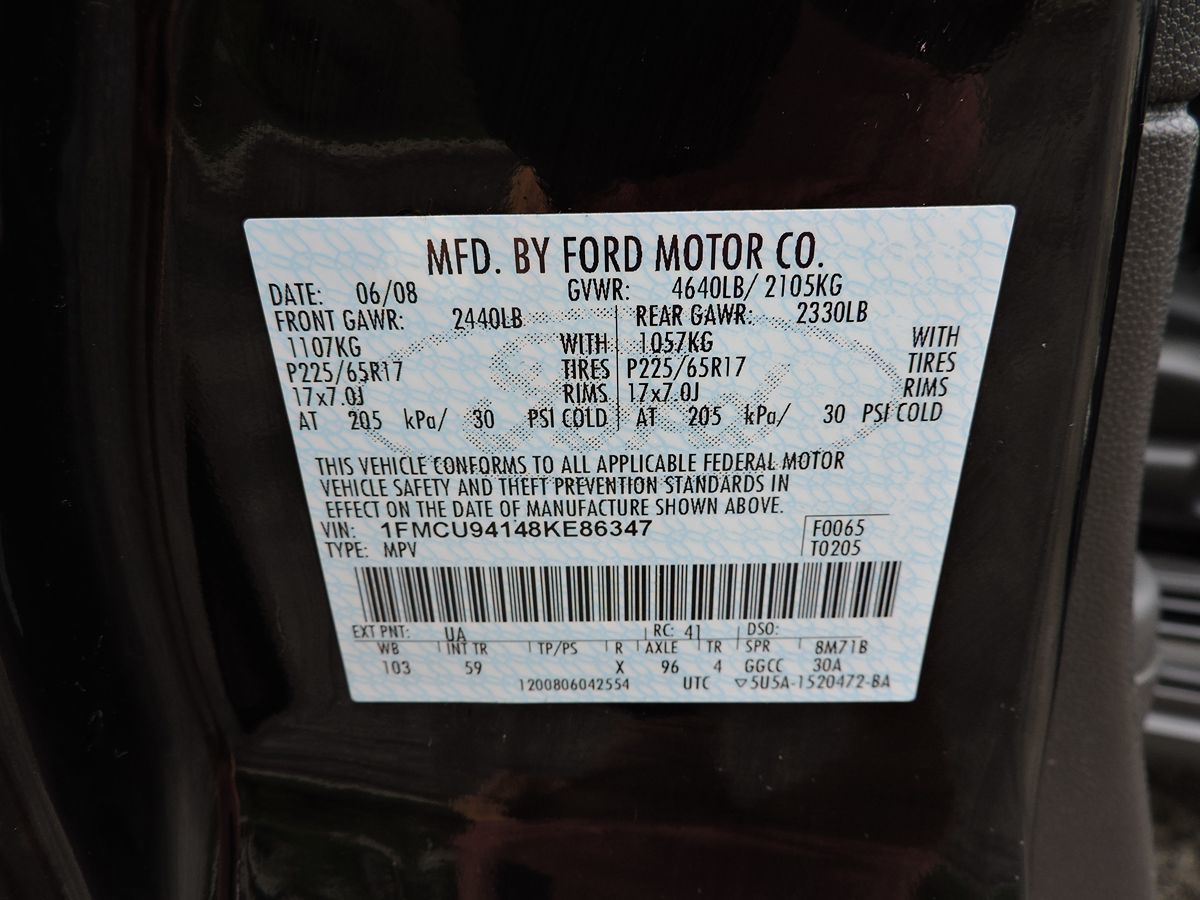 MFD. BY FORD MOTOR CO.
DATE: 06/08 GVWR: 4640LB/ 2105KG
FRONT GAWR: 2440LB REAR GAWR: 2330LB
1107KG WITH 1057KG WITH
P225/65R17 TIRES P225/65R17 TIRES
17x7.0J RIMS 17x7.0J RIMS
AT 205 kPa/ 30 PSI COLD AT 205 kPa/ 30 PSI COLD
THIS VEHICLE CONFORMS TO ALL APPLICABLE FEDERAL MOTOR
VEHICLE SAFETY AND THEFT PREVENTION STANDARDS IN
EFFECT ON THE DATE OF MANUFACTURE SHOWN ABOVE.
VIN: 1FMCU94148KE86347 F0065
TYPE: MPV T0205
EXT PNT: UA RC: 41 DSO:
WB INT TR TP/PS R AXLE TR SPR 8M71B
103 59 X 96 4 GGCC 30A
1200806042554 UTC ▽5U5A-1520472-BA